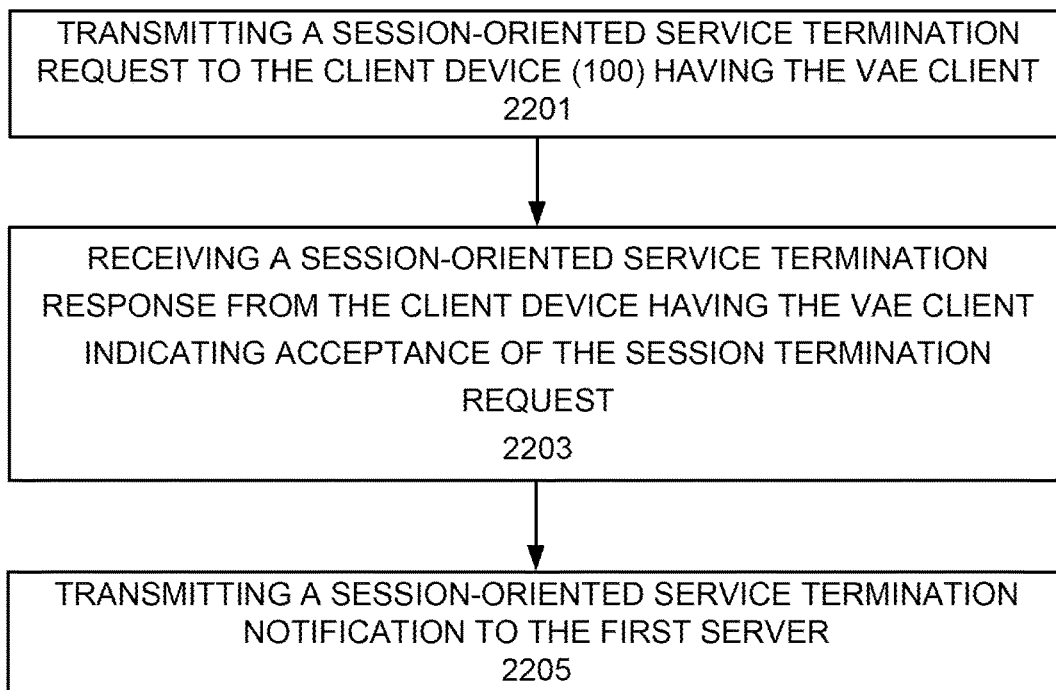 TRANSMITTING A SESSION-ORIENTED SERVICE TERMINATION
REQUEST TO THE CLIENT DEVICE (100) HAVING THE VAE CLIENT
2201
RECEIVING A SESSION-ORIENTED SERVICE TERMINATION
RESPONSE FROM THE CLIENT DEVICE HAVING THE VAE CLIENT
INDICATING ACCEPTANCE OF THE SESSION TERMINATION
REQUEST
2203
TRANSMITTING A SESSION-ORIENTED SERVICE TERMINATION
NOTIFICATION TO THE FIRST SERVER
2205